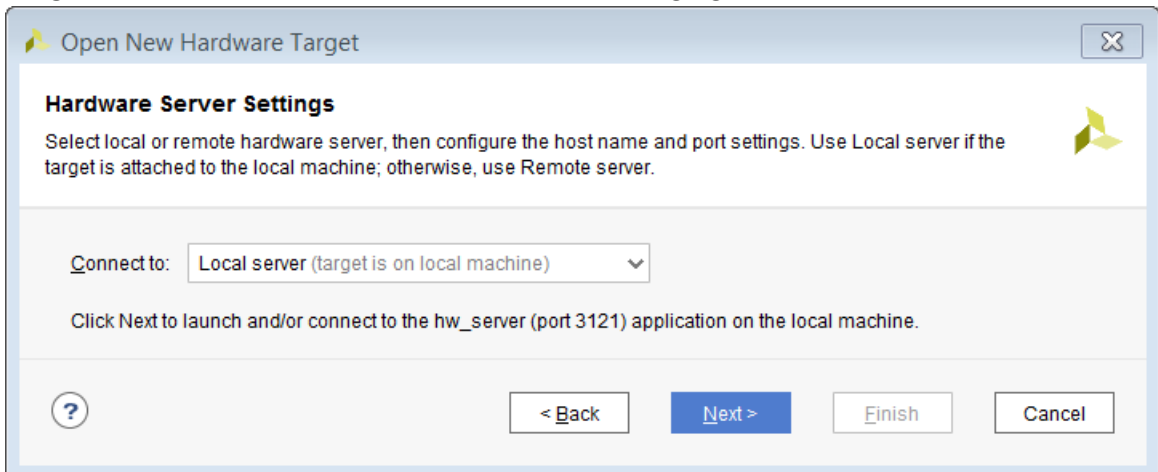 Open New Hardware Target
Hardware Server Settings
Select local or remote hardware server, then configure the host name and port settings. Use Local server if the
target is attached to the local machine; otherwise, use Remote server.
Connect to: Local server (target is on local machine)
Click Next to launch and/or connect to the hw_server (port 3121) application on the local machine.
? < Back Next > Finish Cancel